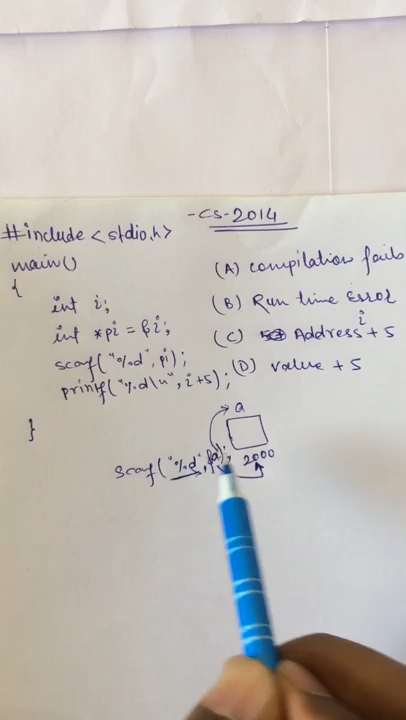 -CS-2014
#include <stdio.h>
main()
{
int i;
int *pi = &i;
scanf("%d", pi);
printf("%d\n", i+5);
}
(A) Compilation fails
(B) Run time Error
(C) Address i + 5
(D) value + 5
a
scanf("%d", &a);
2000